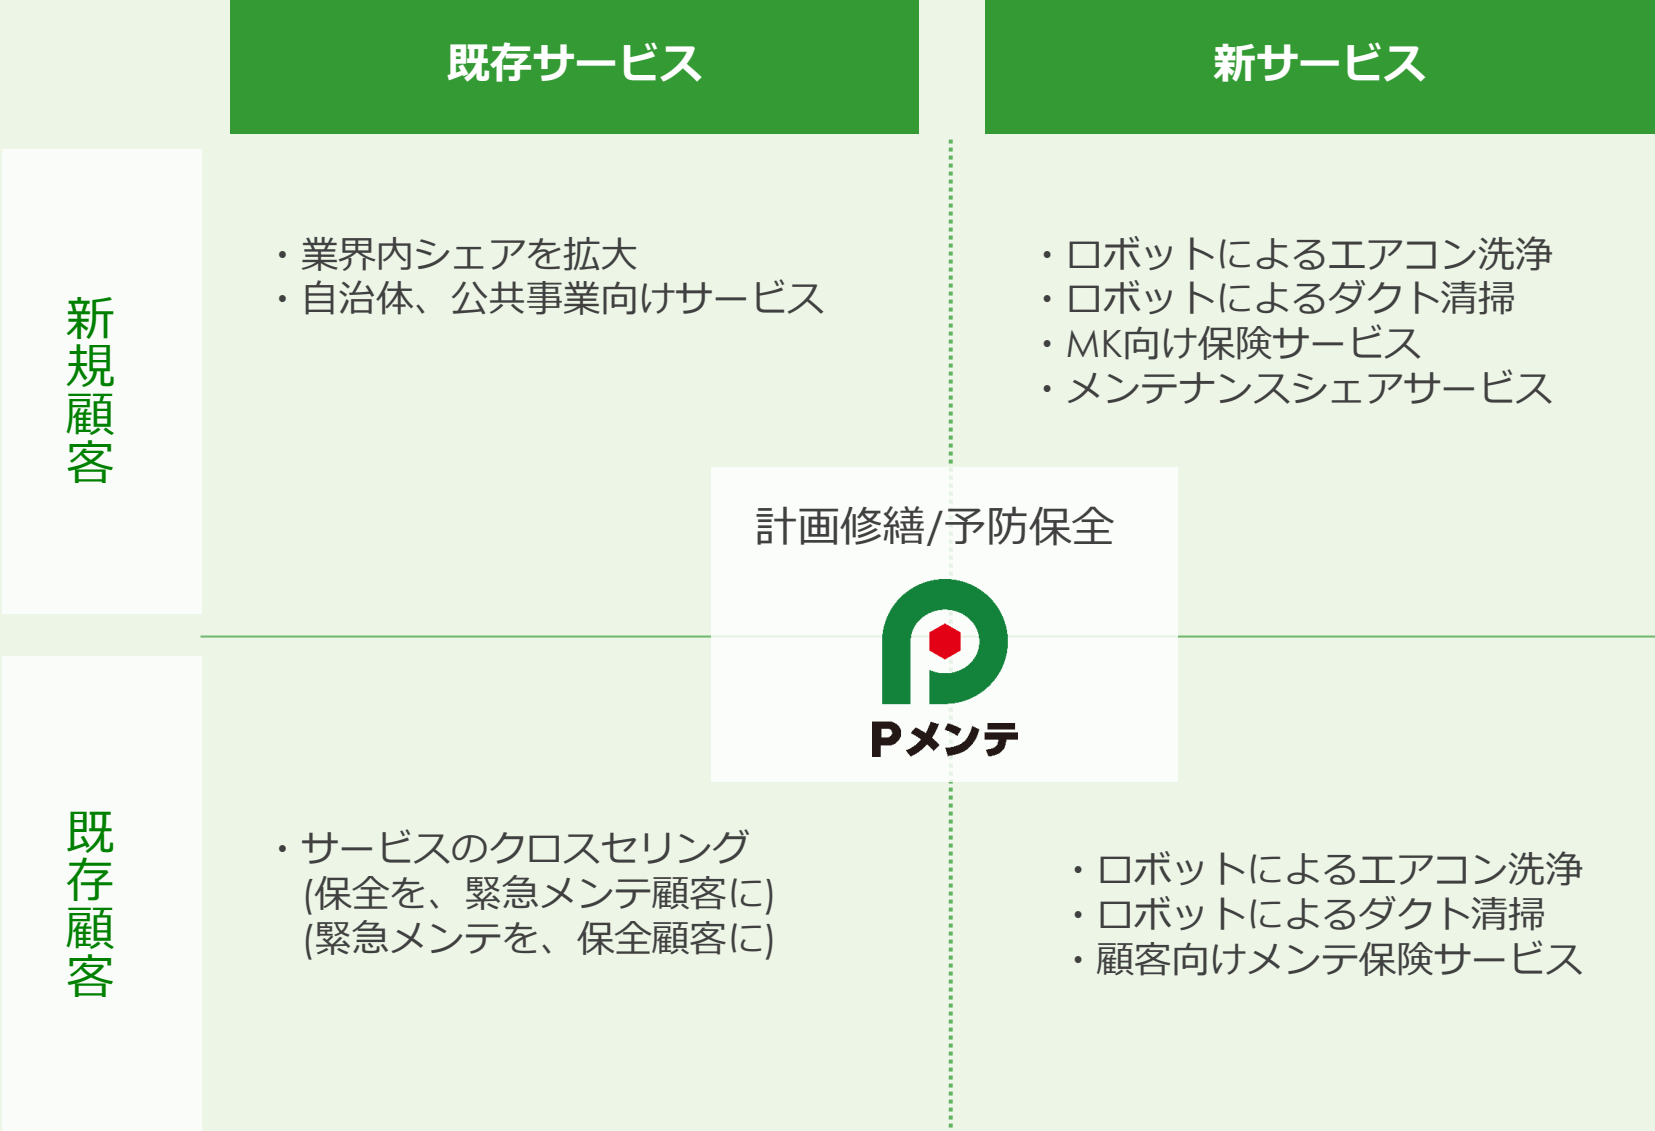 既存サービス
新サービス
新規顧客
・業界内シェアを拡大
・自治体、公共事業向けサービス
・ロボットによるエアコン洗浄
・ロボットによるダクト清掃
・MK向け保険サービス
・メンテナンスシェアサービス
計画修繕/予防保全
Pメンテ
既存顧客
・サービスのクロスセリング
(保全を、緊急メンテ顧客に)
(緊急メンテを、保全顧客に)
・ロボットによるエアコン洗浄
・ロボットによるダクト清掃
・顧客向けメンテ保険サービス